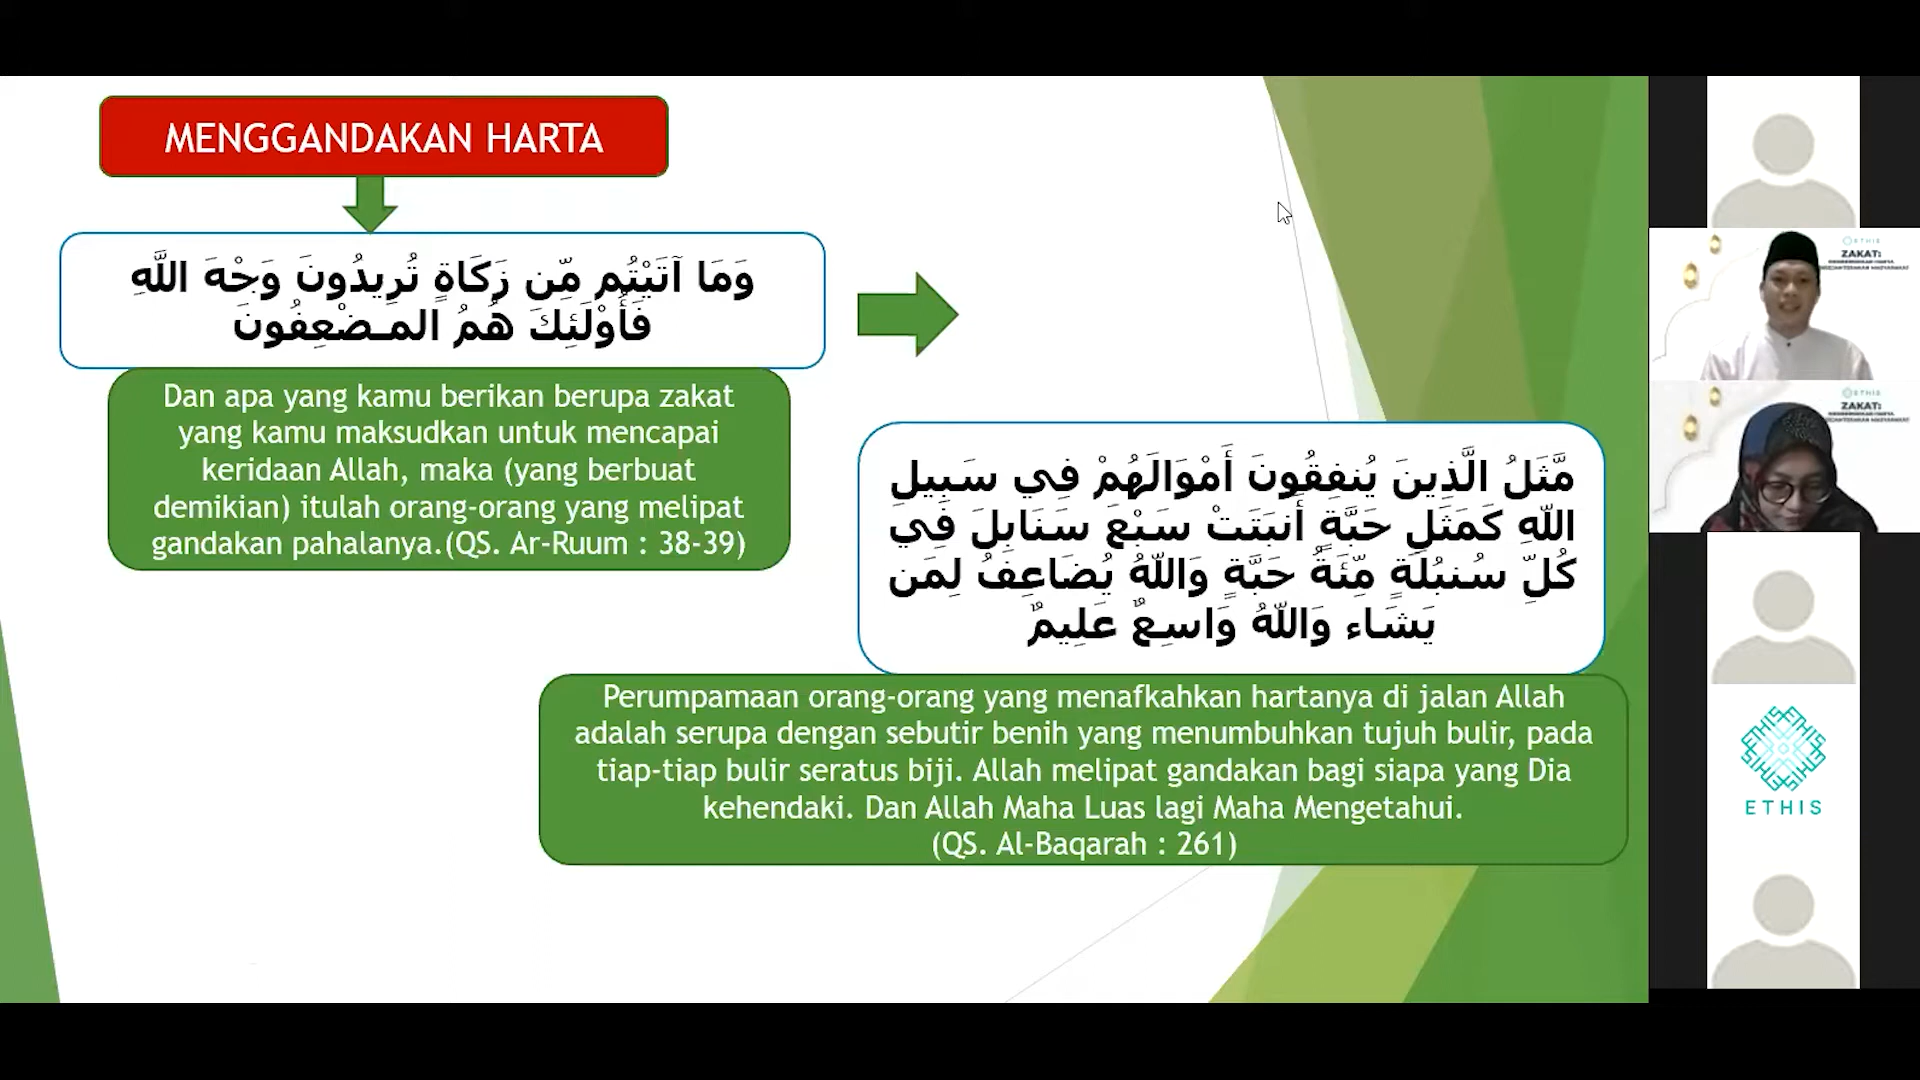 MENGGANDAKAN HARTA
وَمَا آتَيْتُم مِّن زَكَاةٍ تُرِيدُونَ وَجْهَ اللَّهِ
فَأُوْلَئِكَ هُمُ المـضْعِفُونَ
Dan apa yang kamu berikan berupa zakat
yang kamu maksudkan untuk mencapai
keridaan Allah, maka (yang berbuat
demikian) itulah orang-orang yang melipat
gandakan pahalanya.(QS. Ar-Ruum : 38-39)
مَّثَلُ الَّذِينَ يُنفِقُونَ أَمْوَالَهُمْ فِي سَبِيلِ
اللّهِ كَمَثَلِ حَبَّةٍ أَنبَتَتْ سَبْعَ سَنَابِلَ فِي
كُلِّ سُنبُلَةٍ مِّئَةُ حَبَّةٍ وَاللّهُ يُضَاعِفُ لِمَن
يَشَاء وَاللّهُ وَاسِعٌ عَلِيمٌ
Perumpamaan orang-orang yang menafkahkan hartanya di jalan Allah
adalah serupa dengan sebutir benih yang menumbuhkan tujuh bulir, pada
tiap-tiap bulir seratus biji. Allah melipat gandakan bagi siapa yang Dia
kehendaki. Dan Allah Maha Luas lagi Maha Mengetahui.
(QS. Al-Baqarah : 261)
ETHIS
ZAKAT:
ETHIS
ZAKAT:
ETHIS